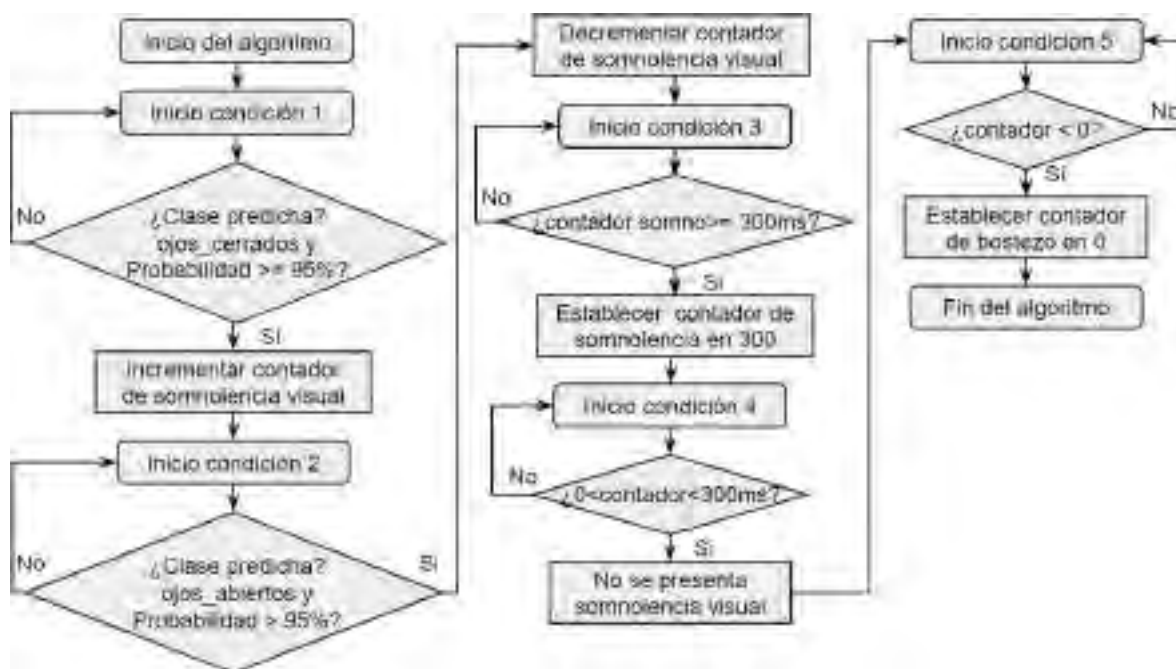 Inicio del algoritmo
Inicio condición 1
No
¿Clase predicha?
ojos_cerrados y
Probabilidad >= 95%?
Sí
Incrementar contador
de somnolencia visual
Inicio condición 2
No
¿Clase predicha?
ojos_abiertos y
Probabilidad > 95%?
Sí
Decrementar contador
de somnolencia visual
Inicio condición 3
No
¿contador somno>= 300ms?
Sí
Establecer contador de
somnolencia en 300
Inicio condición 4
No
¿0<contador<300ms?
Sí
No se presenta
somnolencia visual
Inicio condición 5
No
¿contador < 0?
Sí
Establecer contador
de bostezo en 0
Fin del algoritmo